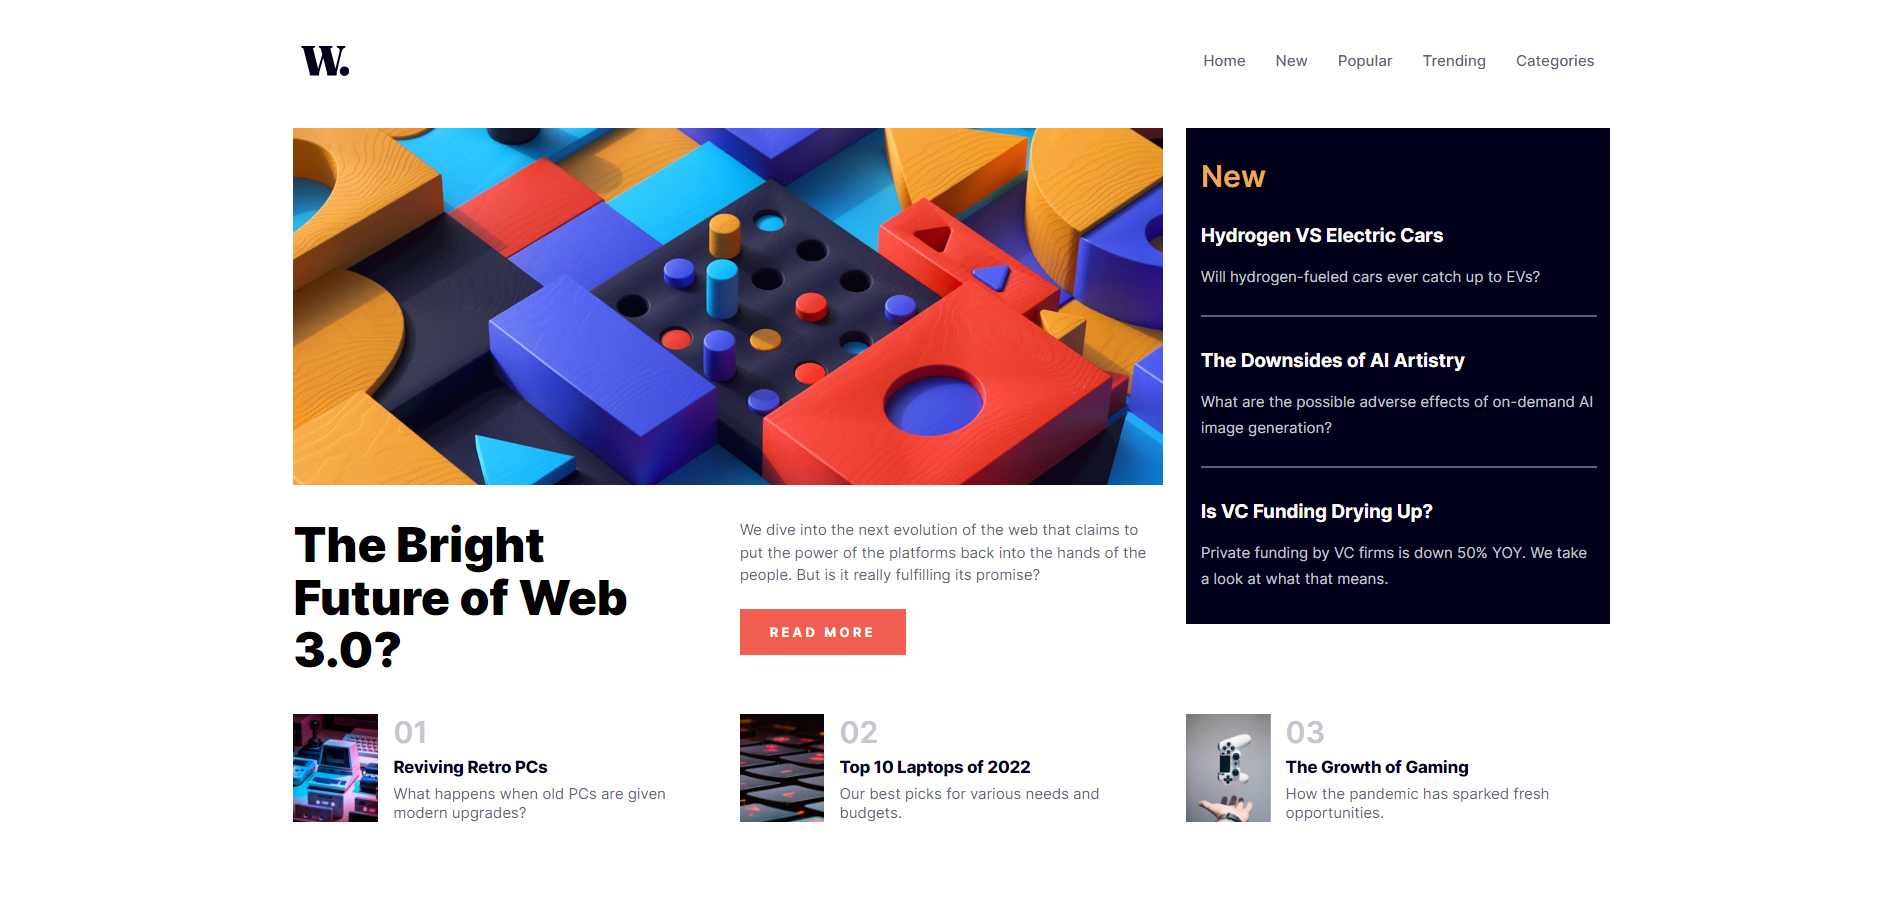 W.
Home New Popular Trending Categories
New
Hydrogen VS Electric Cars
Will hydrogen-fueled cars ever catch up to EVs?
The Downsides of AI Artistry
What are the possible adverse effects of on-demand AI
image generation?
Is VC Funding Drying Up?
Private funding by VC firms is down 50% YOY. We take
a look at what that means.
The Bright
Future of Web
3.0?
We dive into the next evolution of the web that claims to
put the power of the platforms back into the hands of the
people. But is it really fulfilling its promise?
READ MORE
01
Reviving Retro PCs
What happens when old PCs are given
modern upgrades?
02
Top 10 Laptops of 2022
Our best picks for various needs and
budgets.
03
The Growth of Gaming
How the pandemic has sparked fresh
opportunities.